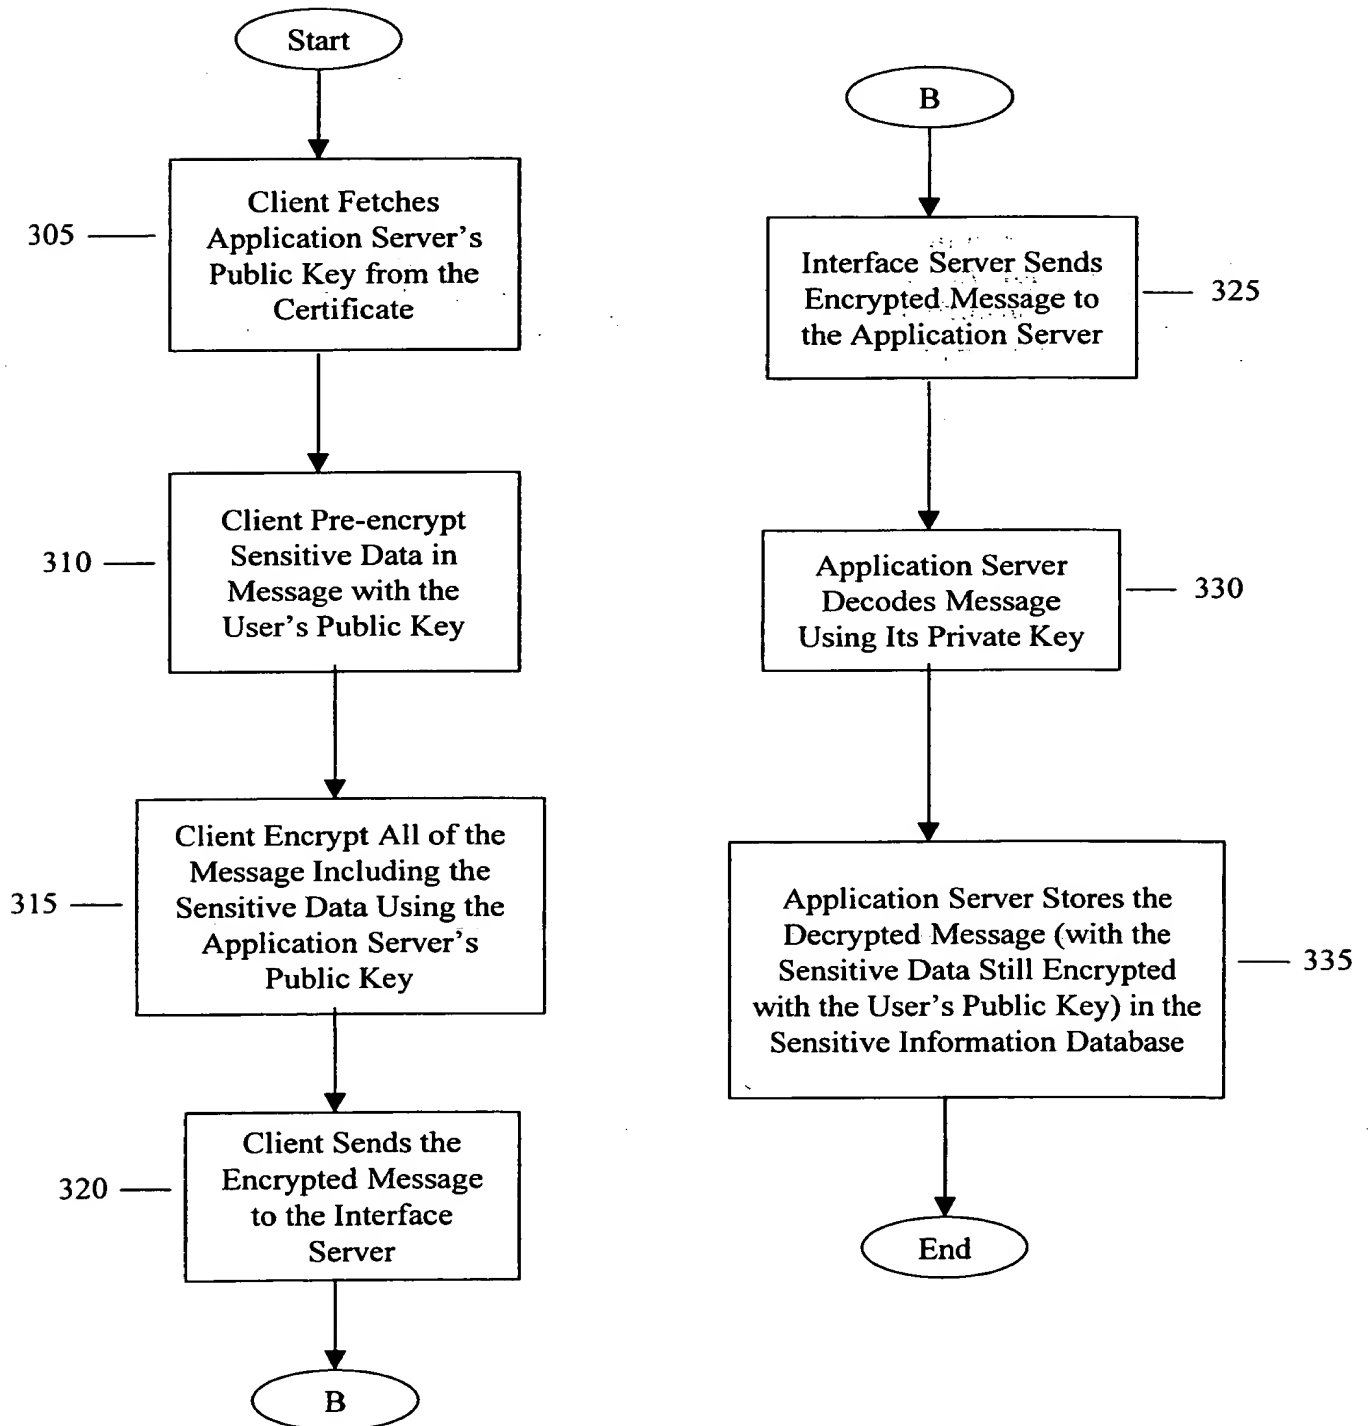 Start
305
Client Fetches
Application Server's
Public Key from the
Certificate
310
Client Pre-encrypt
Sensitive Data in
Message with the
User's Public Key
315
Client Encrypt All of the
Message Including the
Sensitive Data Using the
Application Server's
Public Key
320
Client Sends the
Encrypted Message
to the Interface
Server
B
B
Interface Server Sends
Encrypted Message to
the Application Server
325
Application Server
Decodes Message
Using Its Private Key
330
Application Server Stores the
Decrypted Message (with the
Sensitive Data Still Encrypted
with the User's Public Key) in the
Sensitive Information Database
335
End